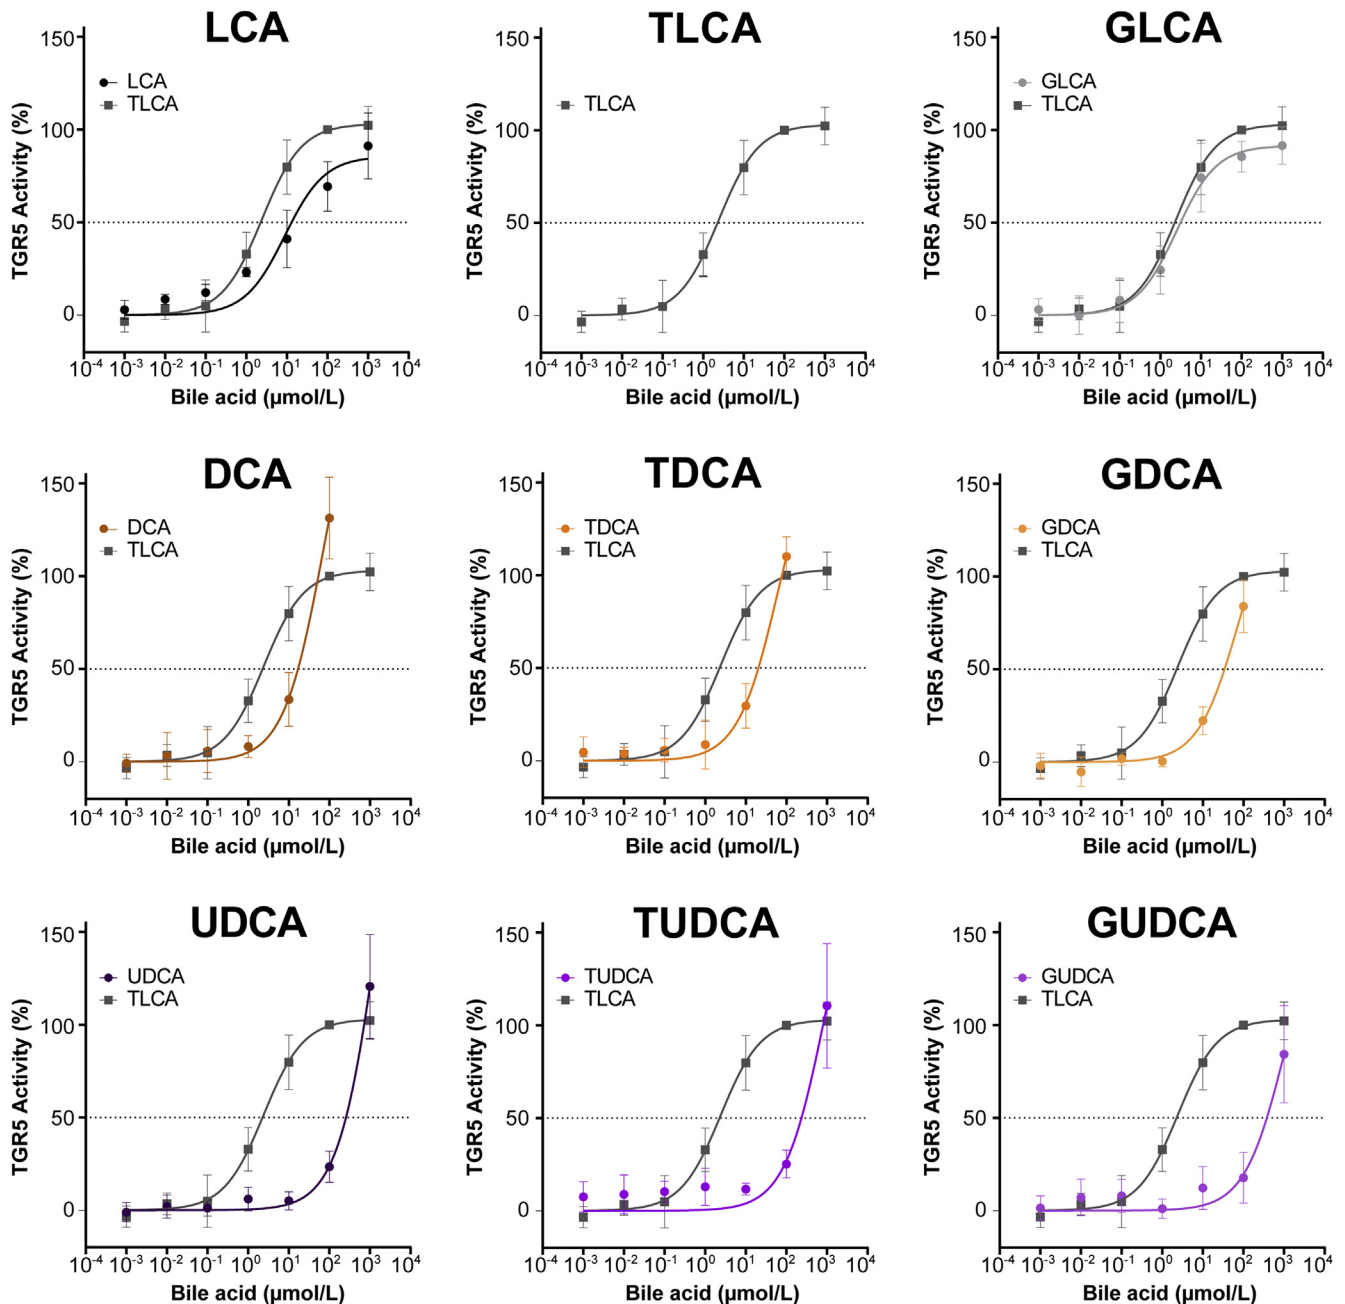 LCA
TLCA
GLCA
150
100
50
0
TGR5 Activity (%)
LCA
TLCA
10⁻⁴ 10⁻³ 10⁻² 10⁻¹ 10⁰ 10¹ 10² 10³ 10⁴
Bile acid (µmol/L)
150
100
50
0
TGR5 Activity (%)
TLCA
10⁻⁴ 10⁻³ 10⁻² 10⁻¹ 10⁰ 10¹ 10² 10³ 10⁴
Bile acid (µmol/L)
150
100
50
0
TGR5 Activity (%)
GLCA
TLCA
10⁻⁴ 10⁻³ 10⁻² 10⁻¹ 10⁰ 10¹ 10² 10³ 10⁴
Bile acid (µmol/L)
DCA
TDCA
GDCA
150
100
50
0
TGR5 Activity (%)
DCA
TLCA
10⁻⁴ 10⁻³ 10⁻² 10⁻¹ 10⁰ 10¹ 10² 10³ 10⁴
Bile acid (µmol/L)
150
100
50
0
TGR5 Activity (%)
TDCA
TLCA
10⁻⁴ 10⁻³ 10⁻² 10⁻¹ 10⁰ 10¹ 10² 10³ 10⁴
Bile acid (µmol/L)
150
100
50
0
TGR5 Activity (%)
GDCA
TLCA
10⁻⁴ 10⁻³ 10⁻² 10⁻¹ 10⁰ 10¹ 10² 10³ 10⁴
Bile acid (µmol/L)
UDCA
TUDCA
GUDCA
150
100
50
0
TGR5 Activity (%)
UDCA
TLCA
10⁻⁴ 10⁻³ 10⁻² 10⁻¹ 10⁰ 10¹ 10² 10³ 10⁴
Bile acid (µmol/L)
150
100
50
0
TGR5 Activity (%)
TUDCA
TLCA
10⁻⁴ 10⁻³ 10⁻² 10⁻¹ 10⁰ 10¹ 10² 10³ 10⁴
Bile acid (µmol/L)
150
100
50
0
TGR5 Activity (%)
GUDCA
TLCA
10⁻⁴ 10⁻³ 10⁻² 10⁻¹ 10⁰ 10¹ 10² 10³ 10⁴
Bile acid (µmol/L)